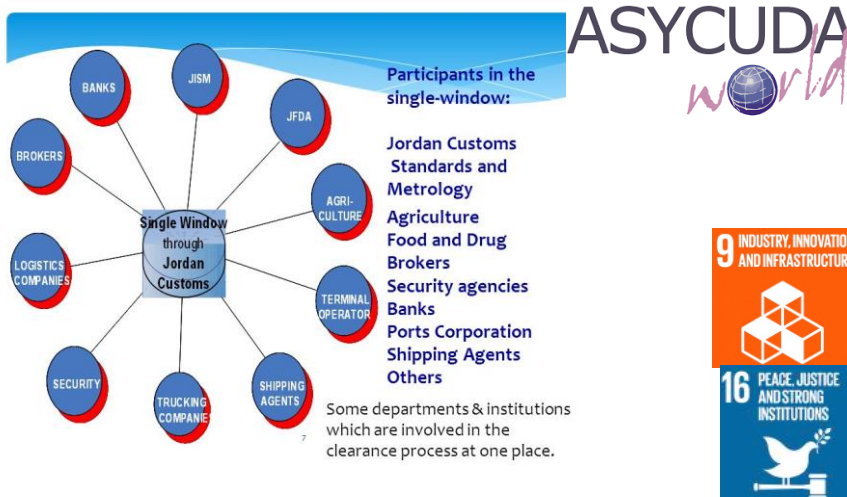 ASYCUDA
world
BANKS
JISM
JFDA
BROKERS
AGRI-
CULTURE
Single Window
through
Jordan
Customs
LOGISTICS
COMPANIES
TERMINAL
OPERATOR
SECURITY
TRUCKING
COMPANIE
SHIPPING
AGENTS
7
Participants in the
single-window:
Jordan Customs
Standards and
Metrology
Agriculture
Food and Drug
Brokers
Security agencies
Banks
Ports Corporation
Shipping Agents
Others
Some departments & institutions
which are involved in the
clearance process at one place.
9 INDUSTRY, INNOVATION
AND INFRASTRUCTURE
16 PEACE, JUSTICE
AND STRONG
INSTITUTIONS